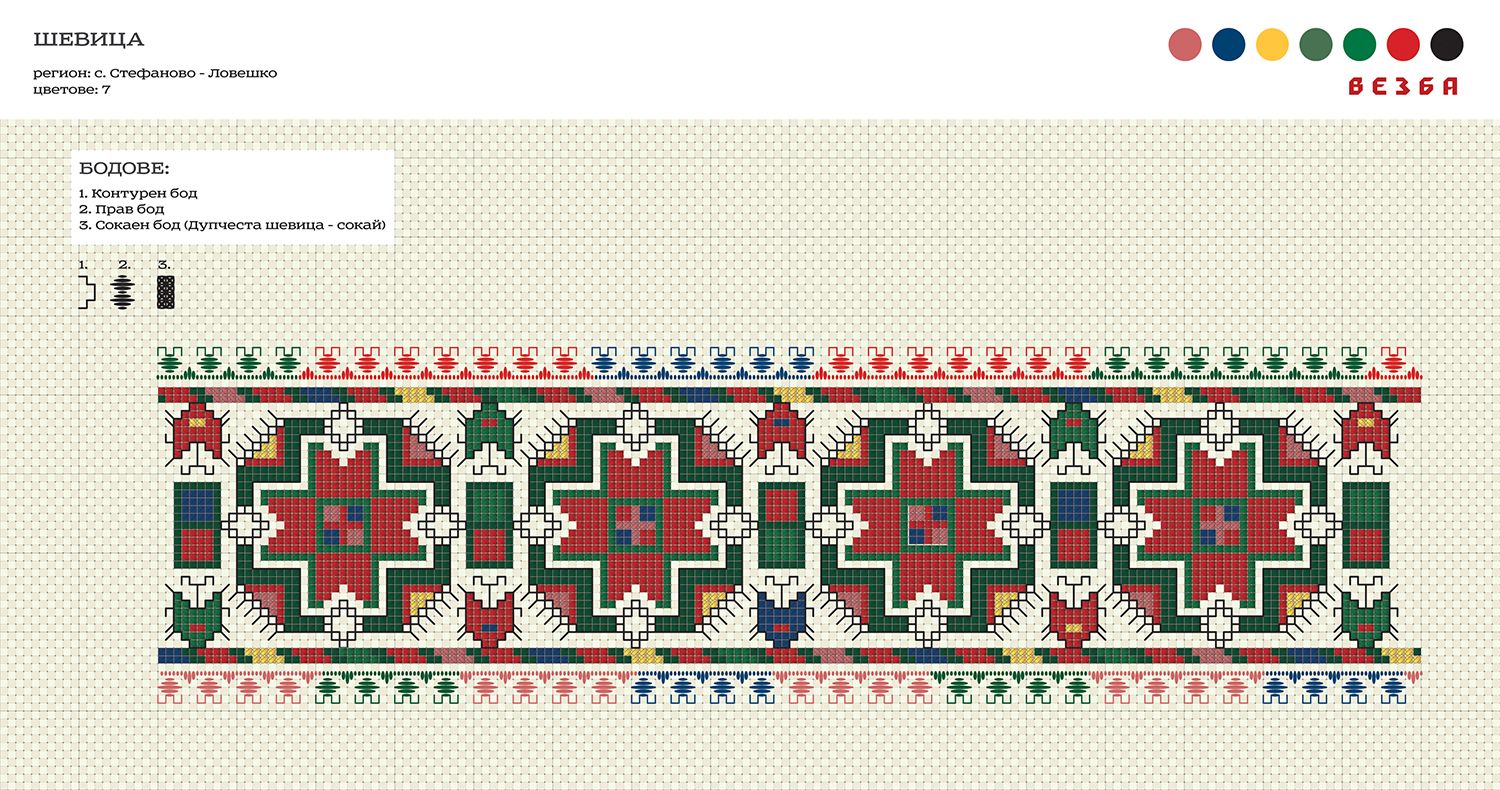 ШЕВИЦА
регион: с. Стефаново - Ловешко
цветове: 7
ВЕЗБА
БОДОВЕ:
1. Контурен бод
2. Прав бод
3. Сокаен бод (Дупчеста шевица - сокай)
1. 2. 3.